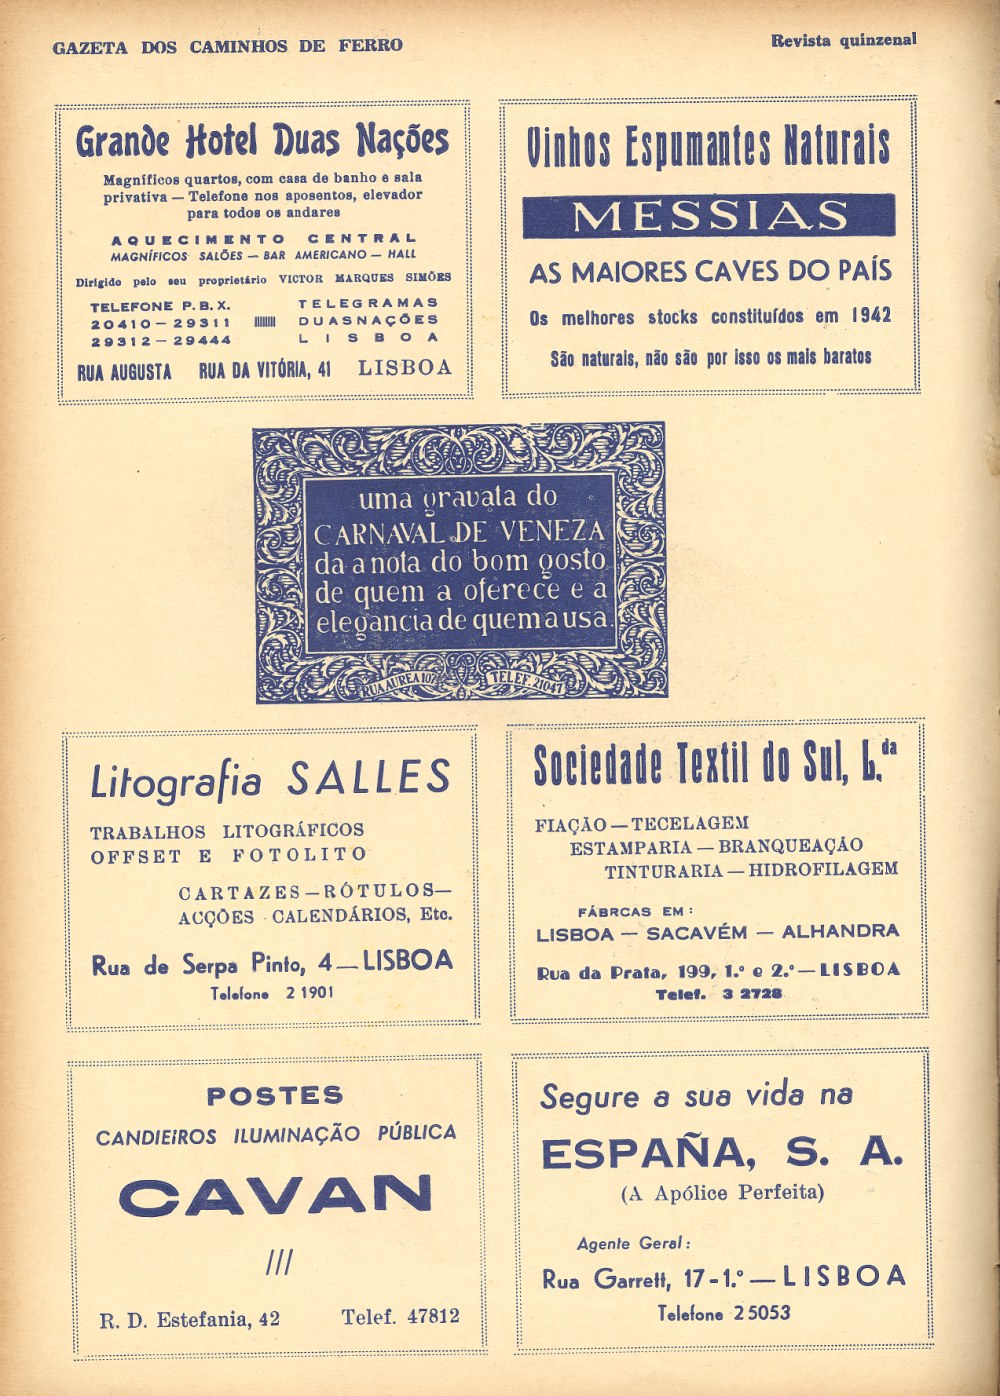 GAZETA DOS CAMINHOS DE FERRO
Revista quinzenal
Grande Hotel Duas Nações
Magníficos quartos, com casa de banho e sala
privativa — Telefone nos aposentos, elevador
para todos os andares
AQUECIMENTO CENTRAL
MAGNÍFICOS SALÕES — BAR AMERICANO — HALL
Dirigido pelo seu proprietário VICTOR MARQUES SIMÕES
TELEFONE P. B. X.
20410 — 29311
29312 — 29444
TELEGRAMAS
DUASNAÇÕES
LISBOA
RUA AUGUSTA RUA DA VITÓRIA, 41 LISBOA
Vinhos Espumantes Naturais
MESSIAS
AS MAIORES CAVES DO PAÍS
Os melhores stocks constituídos em 1942
São naturais, não são por isso os mais baratos
uma gravata do
CARNAVAL DE VENEZA
da a nota do bom gosto
de quem a oferece e a
elegancia de quem a usa.
RUA AUREA 107 TELEF. 21047
Litografia SALLES
TRABALHOS LITOGRÁFICOS
OFFSET E FOTOLITO
CARTAZES — RÓTULOS —
ACÇÕES CALENDÁRIOS, Etc.
Rua de Serpa Pinto, 4 — LISBOA
Telefone 2 1901
Sociedade Textil do Sul, L.da
FIAÇÃO — TECELAGEM
ESTAMPARIA — BRANQUEAÇÃO
TINTURARIA — HIDROFILAGEM
FÁBRCAS EM :
LISBOA — SACAVÉM — ALHANDRA
Rua da Prata, 199, 1.º e 2.º — LISBOA
Telef. 3 2728
POSTES
CANDIEIROS ILUMINAÇÃO PÚBLICA
CAVAN
///
R. D. Estefania, 42 Telef. 47812
Segure a sua vida na
ESPAÑA, S. A.
(A Apólice Perfeita)
Agente Geral :
Rua Garrett, 17-1.º — LISBOA
Telefone 2 5053